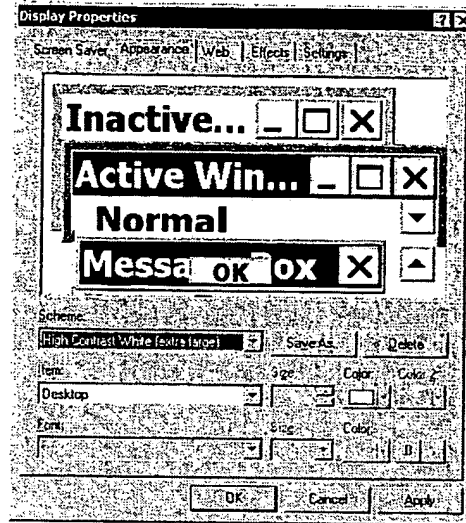 Display Properties
Screen Saver Appearance Web Effects Settings
Inactive...
Active Win...
Normal
Messa OK ox
Scheme:
High Contrast White (extra large) Save As... Delete
Item: Size Color Color 2
Desktop
Font: Size Color
OK Cancel Apply